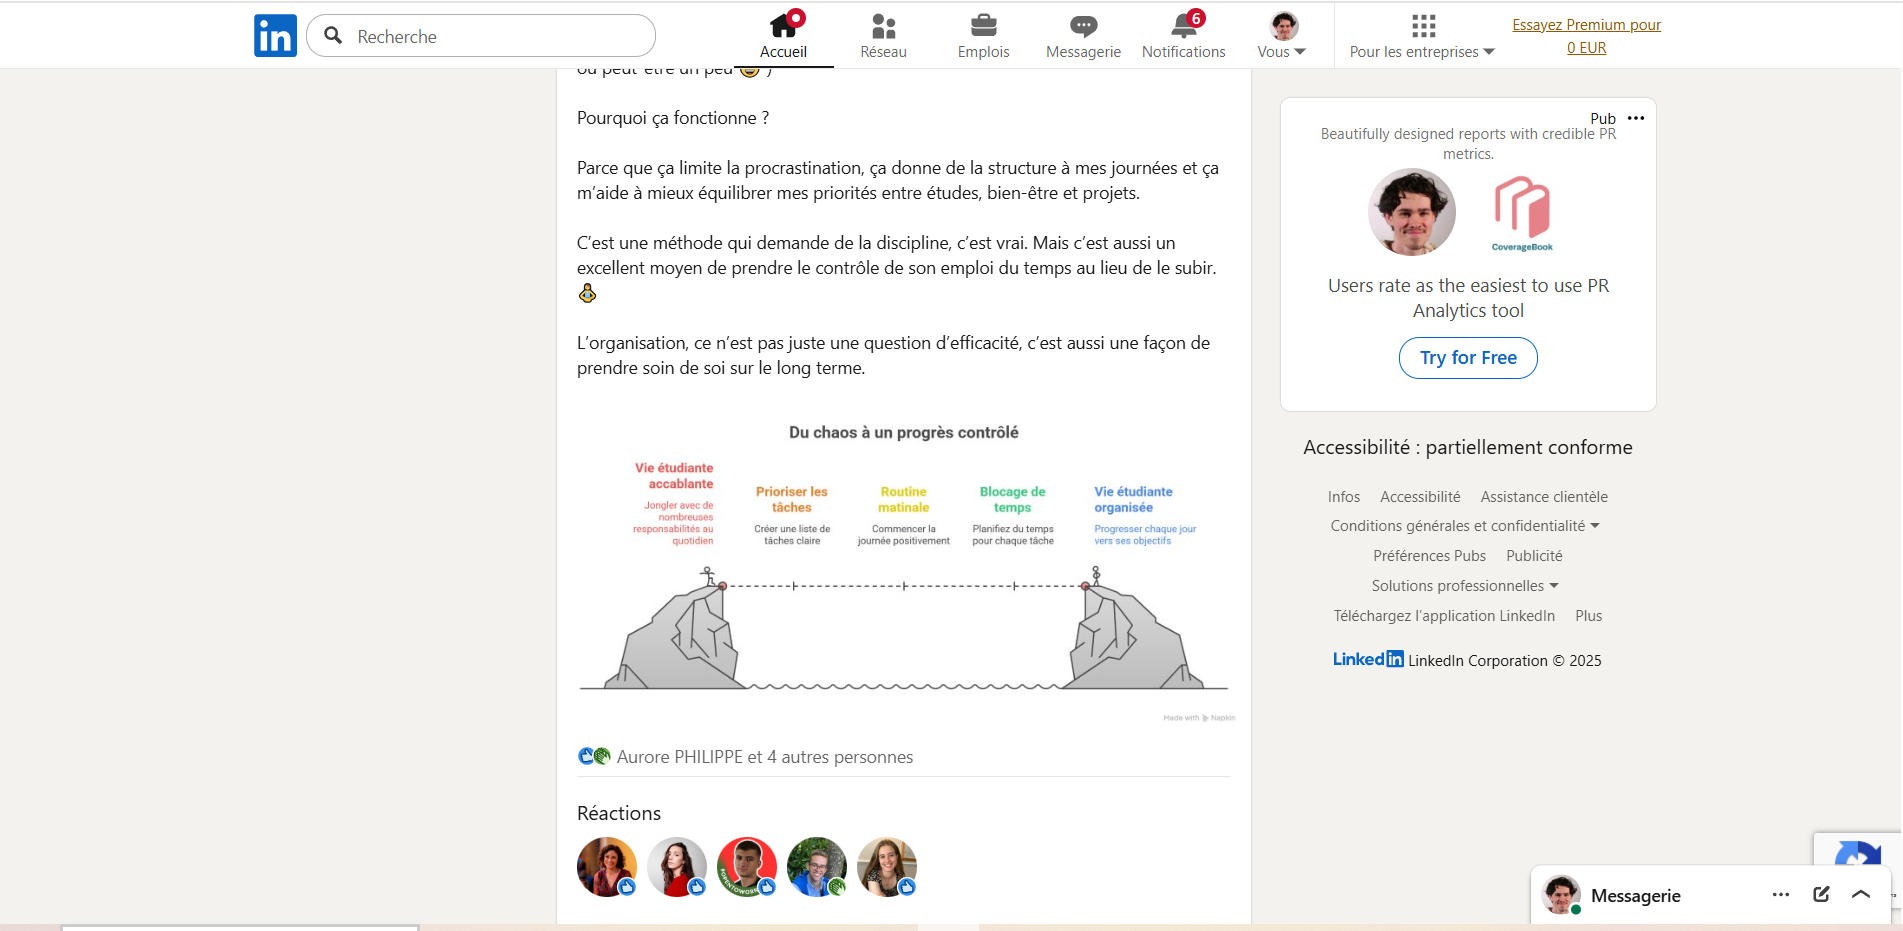 in
Recherche
Accueil
Réseau
Emplois
Messagerie
6
Notifications
Vous
Pour les entreprises
Essayez Premium pour
0 EUR
ou peut-être un peu )
Pourquoi ça fonctionne ?
Parce que ça limite la procrastination, ça donne de la structure à mes journées et ça
m’aide à mieux équilibrer mes priorités entre études, bien-être et projets.
C’est une méthode qui demande de la discipline, c’est vrai. Mais c’est aussi un
excellent moyen de prendre le contrôle de son emploi du temps au lieu de le subir.
L’organisation, ce n’est pas juste une question d’efficacité, c’est aussi une façon de
prendre soin de soi sur le long terme.
Du chaos à un progrès contrôlé
Vie étudiante
accablante
Jongler avec de
nombreuses
responsabilités au
quotidien
Prioriser les
tâches
Créer une liste de
tâches claire
Routine
matinale
Commencer la
journée positivement
Blocage de
temps
Planifiez du temps
pour chaque tâche
Vie étudiante
organisée
Progresser chaque jour
vers ses objectifs
Made with Napkin
Aurore PHILIPPE et 4 autres personnes
Réactions
#OPENTOWORK
Pub
Beautifully designed reports with credible PR
metrics.
CoverageBook
Users rate as the easiest to use PR
Analytics tool
Try for Free
Accessibilité : partiellement conforme
Infos Accessibilité Assistance clientèle
Conditions générales et confidentialité
Préférences Pubs Publicité
Solutions professionnelles
Téléchargez l’application LinkedIn Plus
LinkedIn LinkedIn Corporation © 2025
Messagerie